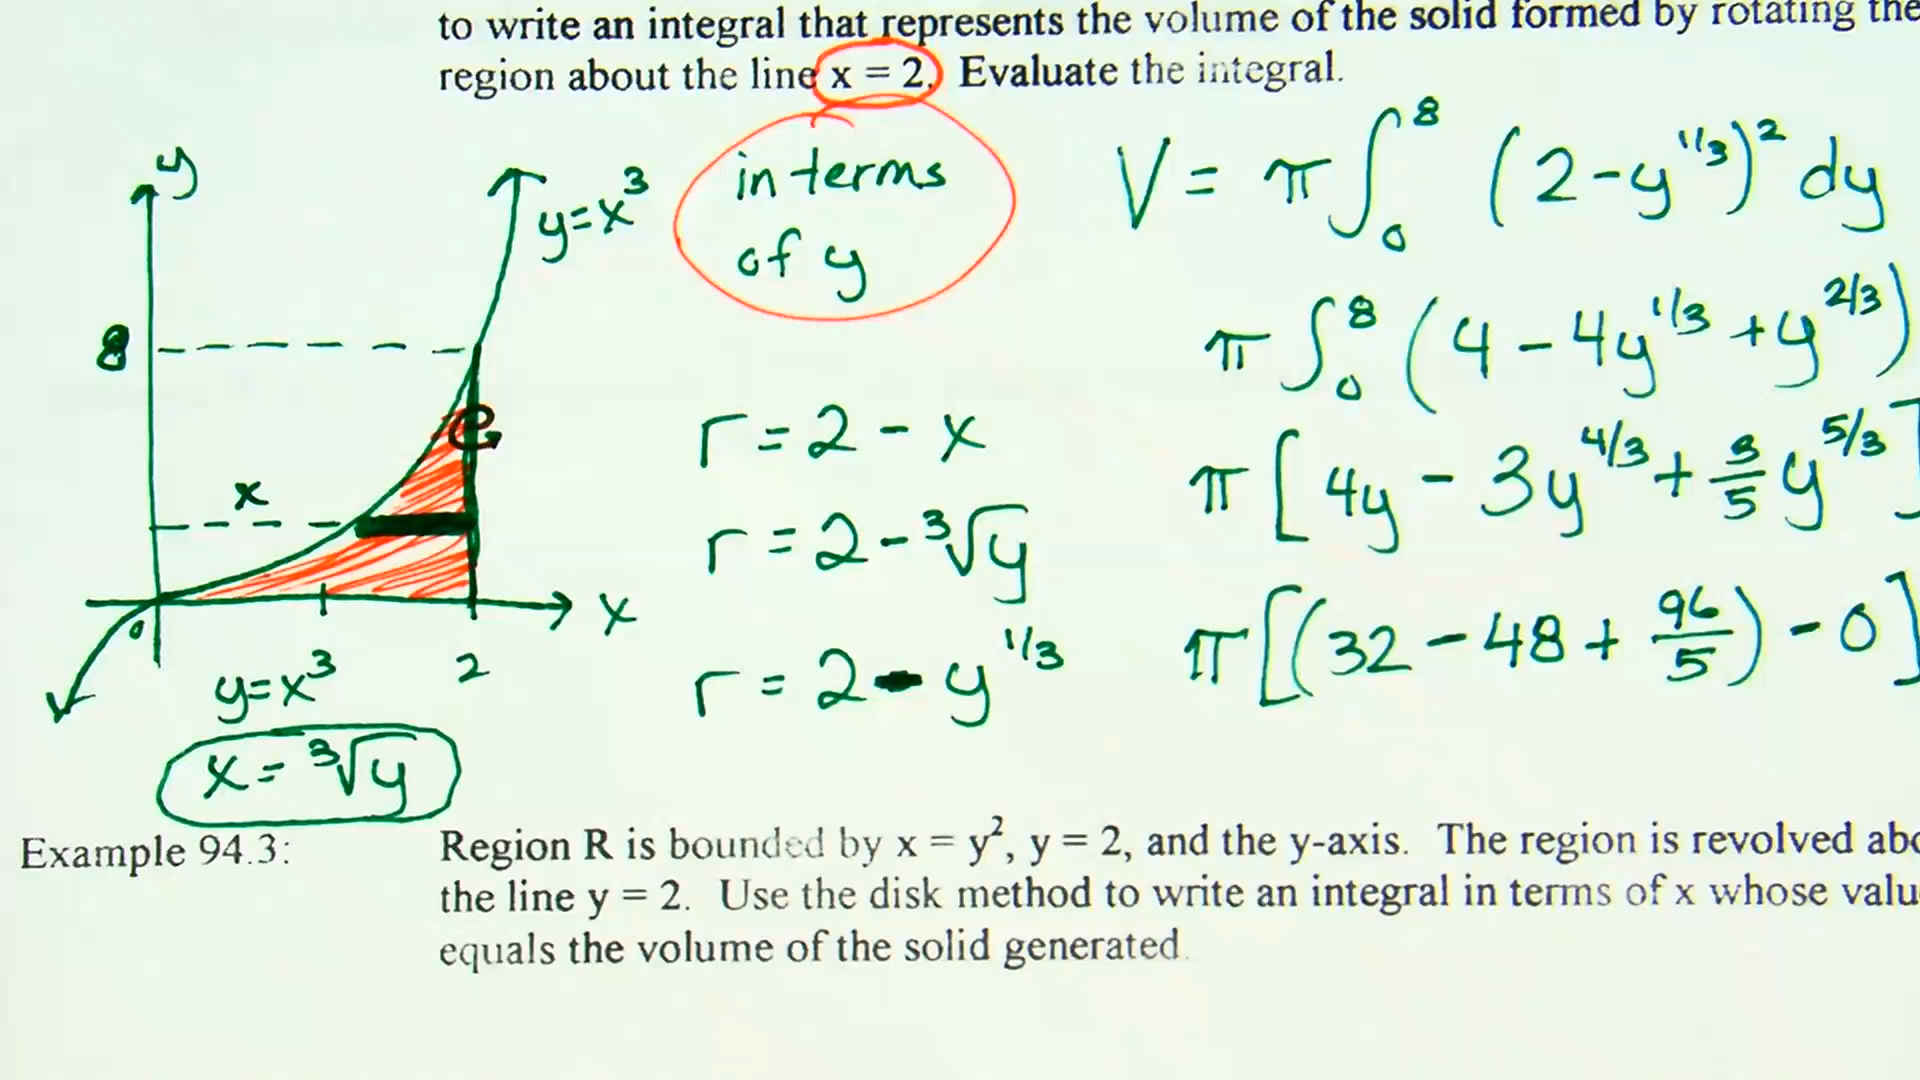 to write an integral that represents the volume of the solid formed by rotating the
region about the line x = 2. Evaluate the integral.
y
y=x³
in terms
of y
8
x
0
2
x
y=x³
x = ³√y
r = 2 - x
r = 2 - ³√y
r = 2 - y^1/3
V = π∫₀⁸ (2-y^1/3)² dy
π∫₀⁸ (4 - 4y^1/3 + y^2/3)
π[4y - 3y^4/3 + 3/5 y^5/3]
π[(32 - 48 + 96/5) - 0]
Example 94.3:
Region R is bounded by x = y², y = 2, and the y-axis. The region is revolved
the line y = 2. Use the disk method to write an integral in terms of x whose
equals the volume of the solid generated.